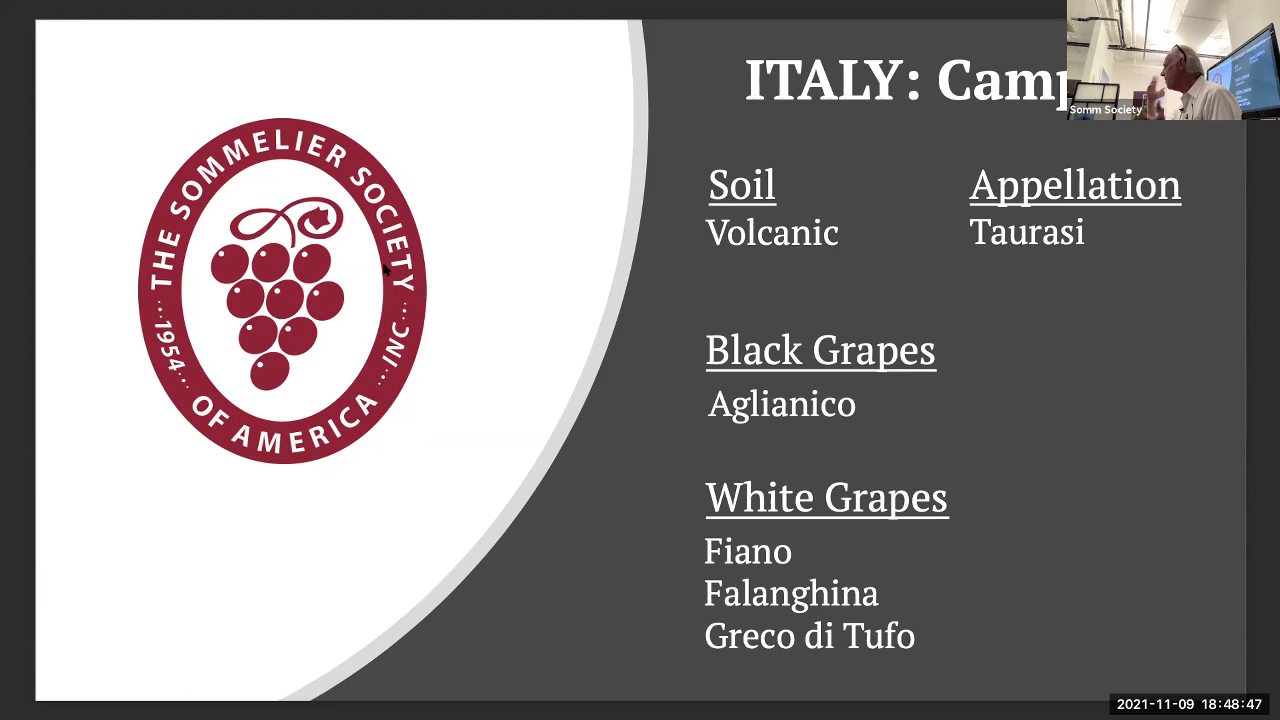 THE SOMMELIER SOCIETY
OF AMERICA
...1954...
...INC...
ITALY: Camp
Somm Society
Soil
Volcanic
Appellation
Taurasi
Black Grapes
Aglianico
White Grapes
Fiano
Falanghina
Greco di Tufo
2021-11-09 18:48:47